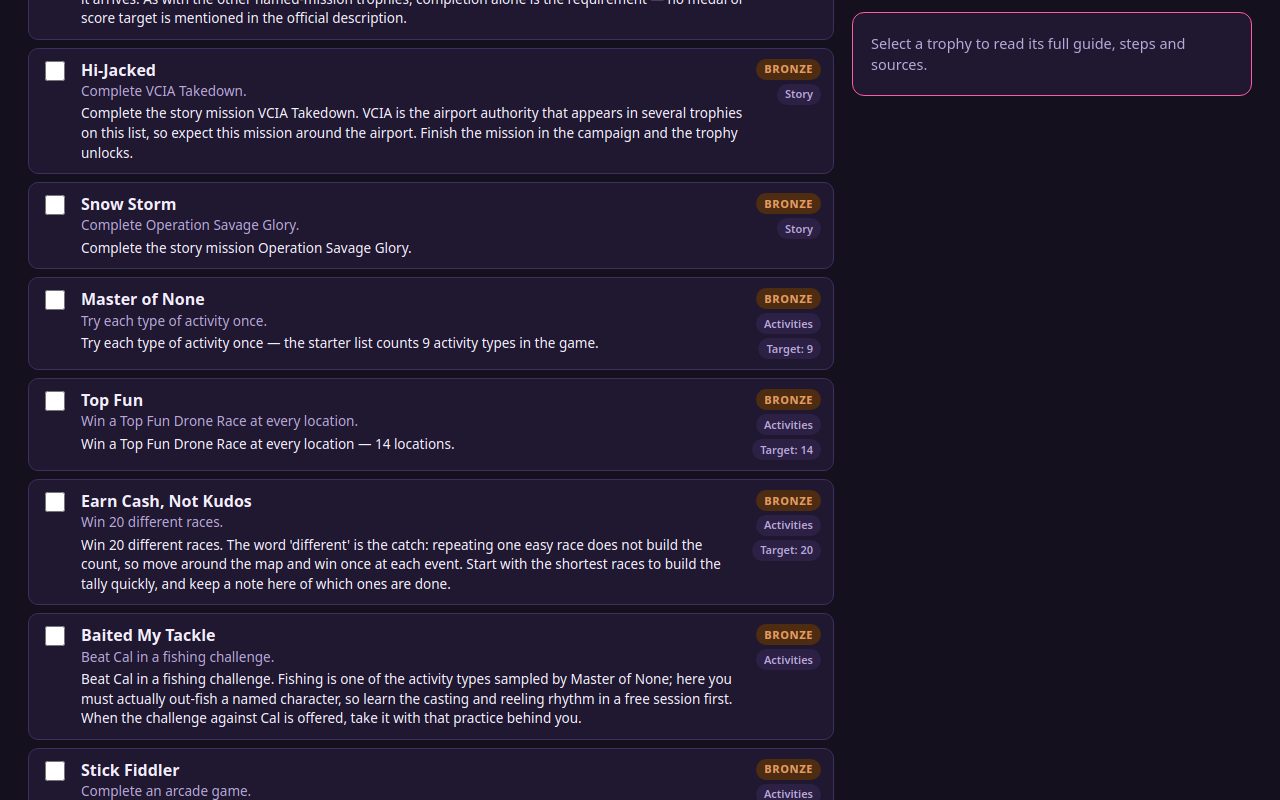 score target is mentioned in the official description.
Select a trophy to read its full guide, steps and
sources.
Hi-Jacked
BRONZE
Complete VCIA Takedown.
Story
Complete the story mission VCIA Takedown. VCIA is the airport authority that appears in several trophies
on this list, so expect this mission around the airport. Finish the mission in the campaign and the trophy
unlocks.
Snow Storm
BRONZE
Complete Operation Savage Glory.
Story
Complete the story mission Operation Savage Glory.
Master of None
BRONZE
Try each type of activity once.
Activities
Try each type of activity once — the starter list counts 9 activity types in the game.
Target: 9
Top Fun
BRONZE
Win a Top Fun Drone Race at every location.
Activities
Win a Top Fun Drone Race at every location — 14 locations.
Target: 14
Earn Cash, Not Kudos
BRONZE
Win 20 different races.
Activities
Win 20 different races. The word 'different' is the catch: repeating one easy race does not build the
Target: 20
count, so move around the map and win once at each event. Start with the shortest races to build the
tally quickly, and keep a note here of which ones are done.
Baited My Tackle
BRONZE
Beat Cal in a fishing challenge.
Activities
Beat Cal in a fishing challenge. Fishing is one of the activity types sampled by Master of None; here you
must actually out-fish a named character, so learn the casting and reeling rhythm in a free session first.
When the challenge against Cal is offered, take it with that practice behind you.
Stick Fiddler
BRONZE
Complete an arcade game.
Activities